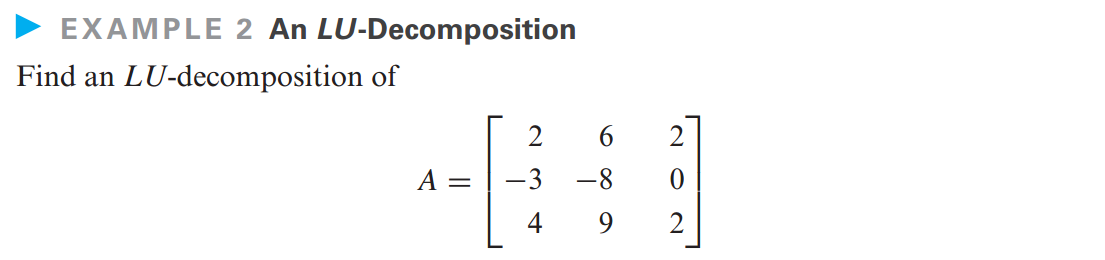 ▶ EXAMPLE 2 An LU-Decomposition
Find an LU-decomposition of
2 6 2
A = −3 −8 0
4 9 2